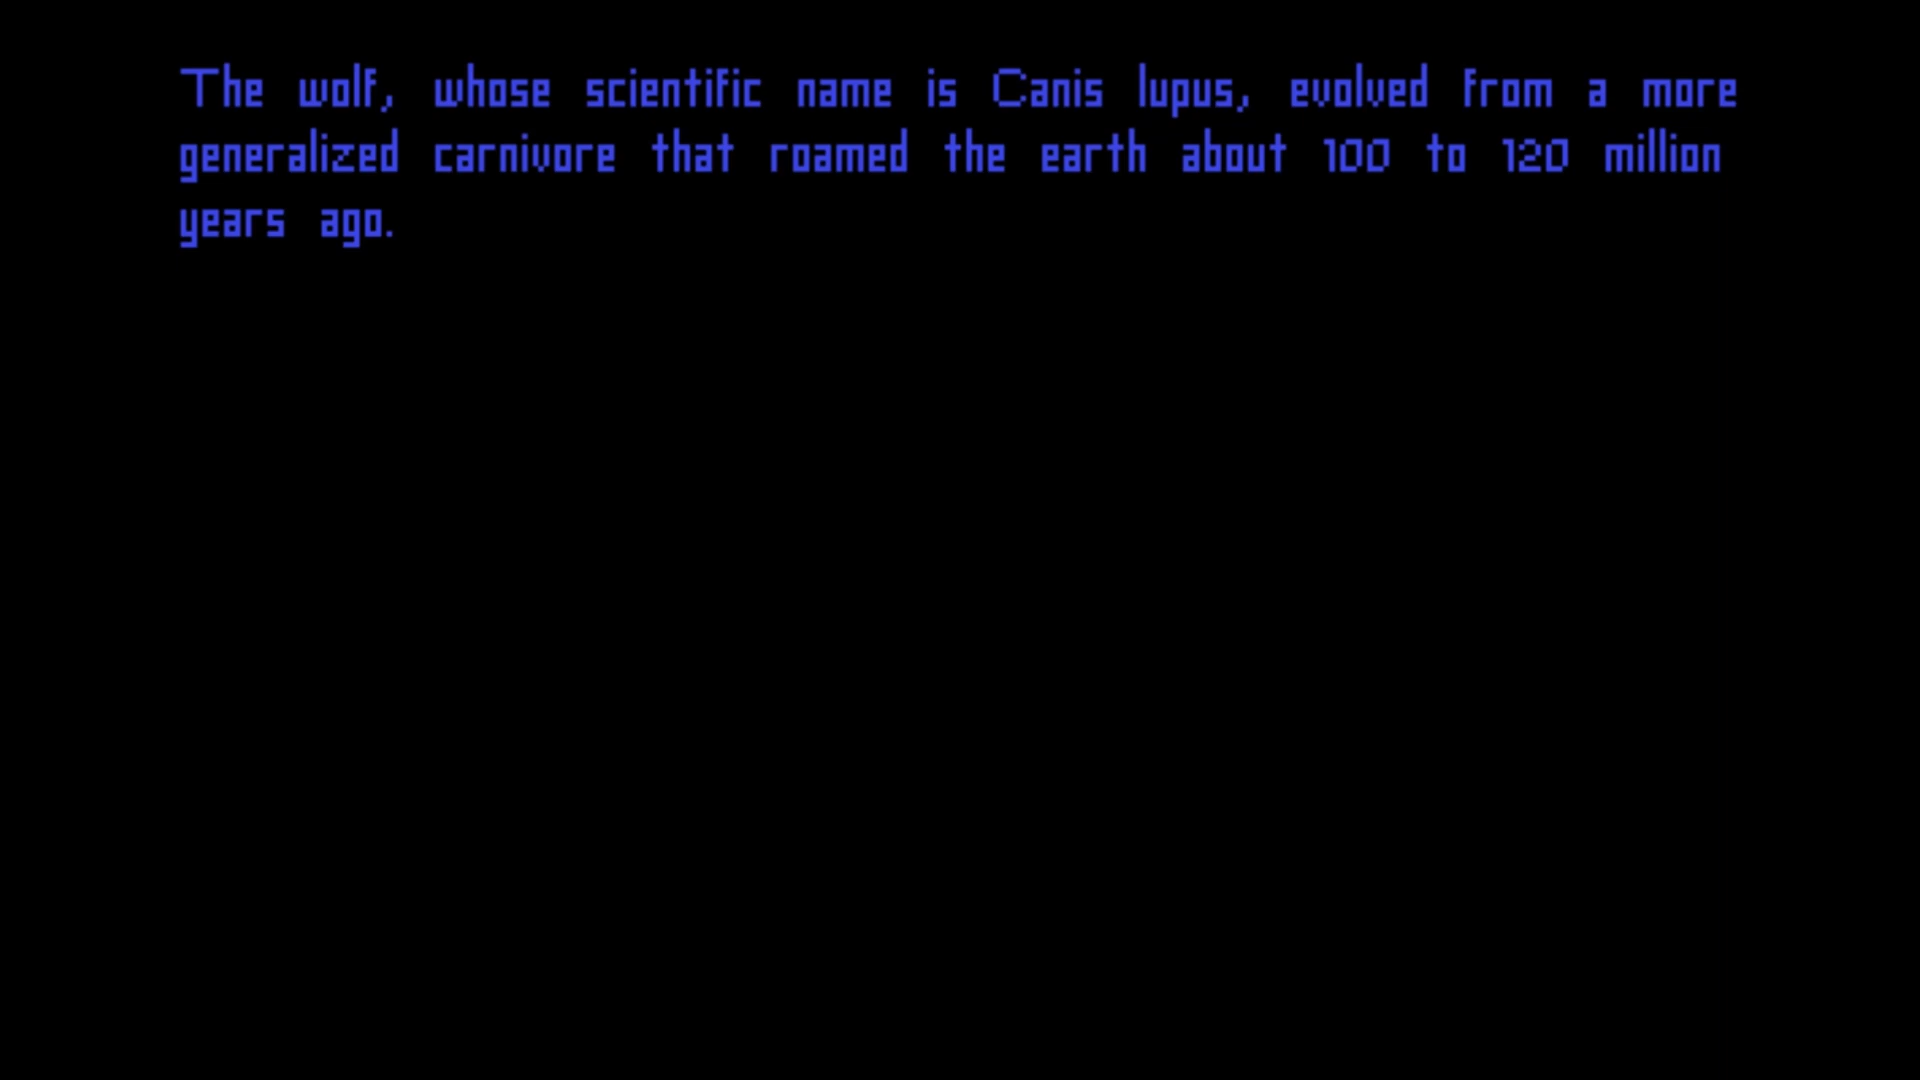 The wolf, whose scientific name is Canis lupus, evolved from a more
generalized carnivore that roamed the earth about 100 to 120 million
years ago.